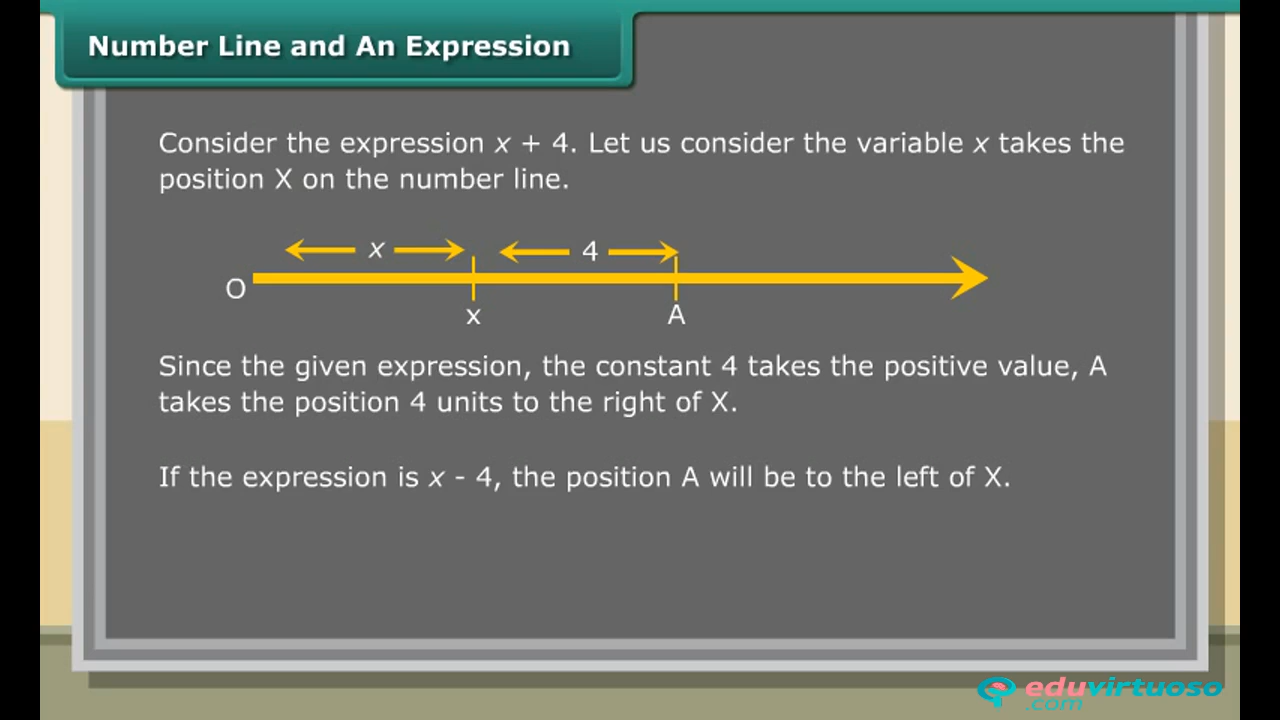 Number Line and An Expression
Consider the expression x + 4. Let us consider the variable x takes the
position X on the number line.
x 4
O
x A
Since the given expression, the constant 4 takes the positive value, A
takes the position 4 units to the right of X.
If the expression is x - 4, the position A will be to the left of X.
eduvirtuoso
.com